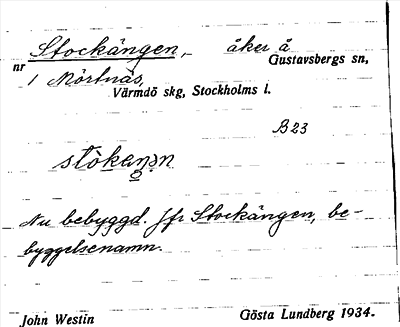 Stockängen, - åker å
nr Gustavsbergs sn,
1 Mörtnäs,
Värmdö skg, Stockholms l.
B23
Nu bebyggd. Jfr Stockängen, be-
byggelsenamn.
John Westin Gösta Lundberg 1934.